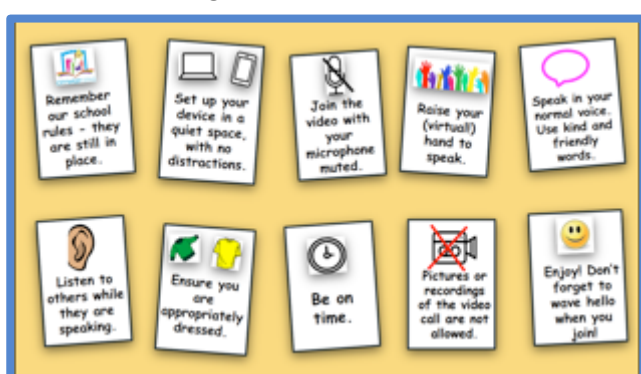 Remember
our school
rules - they
are still in
place.
Set up your
device in a
quiet space,
with no
distractions.
Join the
video with
your
microphone
muted.
Raise your
(virtual!)
hand to
speak.
Speak in your
normal voice.
Use kind and
friendly
words.
Listen to
others while
they are
speaking.
Ensure you
are
appropriately
dressed.
Be on
time.
Pictures or
recordings
of the video
call are not
allowed.
Enjoy! Don't
forget to
wave hello
when you
join!